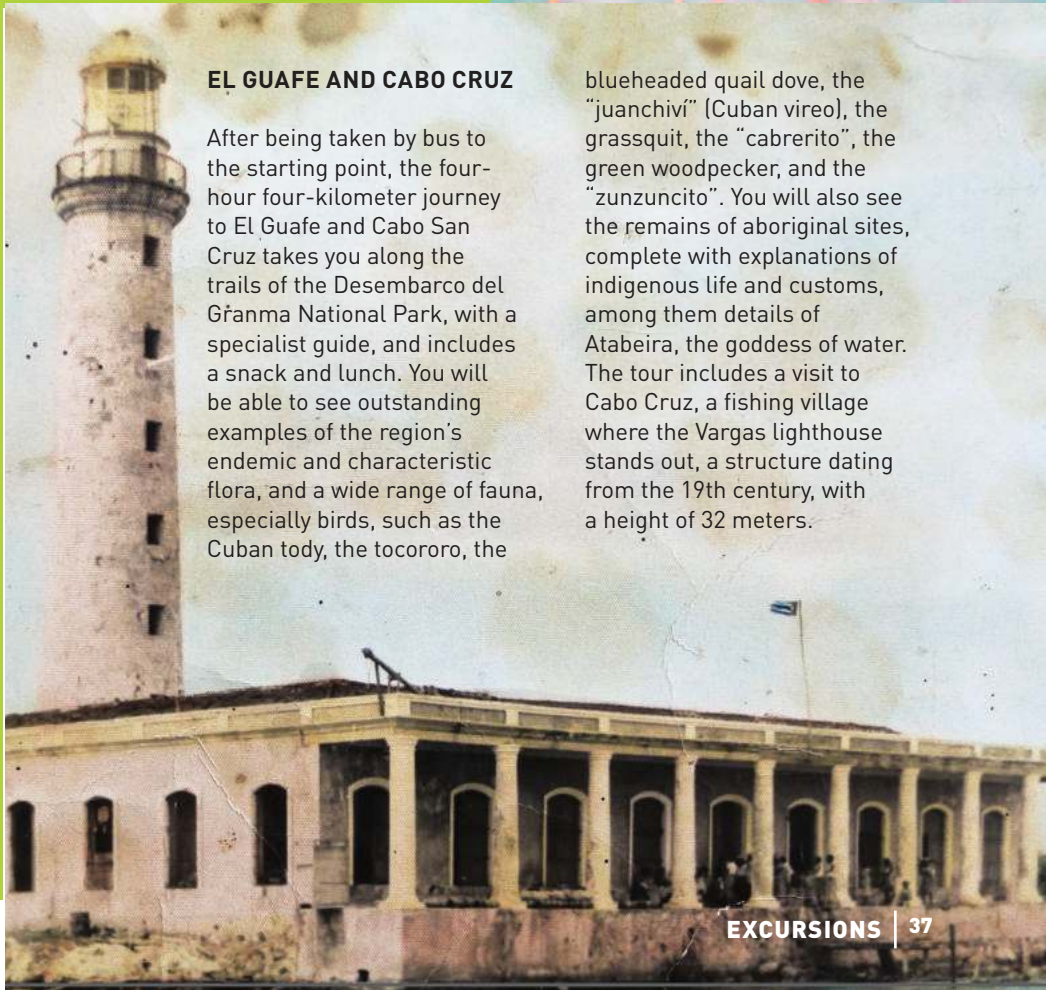 EL GUAFE AND CABO CRUZ
After being taken by bus to
the starting point, the four-
hour four-kilometer journey
to El Guafe and Cabo San
Cruz takes you along the
trails of the Desembarco del
Granma National Park, with a
specialist guide, and includes
a snack and lunch. You will
be able to see outstanding
examples of the region’s
endemic and characteristic
flora, and a wide range of fauna,
especially birds, such as the
Cuban tody, the tocororo, the
blueheaded quail dove, the
“juanchiví” (Cuban vireo), the
grassquit, the “cabrerito”, the
green woodpecker, and the
“zunzuncito”. You will also see
the remains of aboriginal sites,
complete with explanations of
indigenous life and customs,
among them details of
Atabeira, the goddess of water.
The tour includes a visit to
Cabo Cruz, a fishing village
where the Vargas lighthouse
stands out, a structure dating
from the 19th century, with
a height of 32 meters.
EXCURSIONS | 37